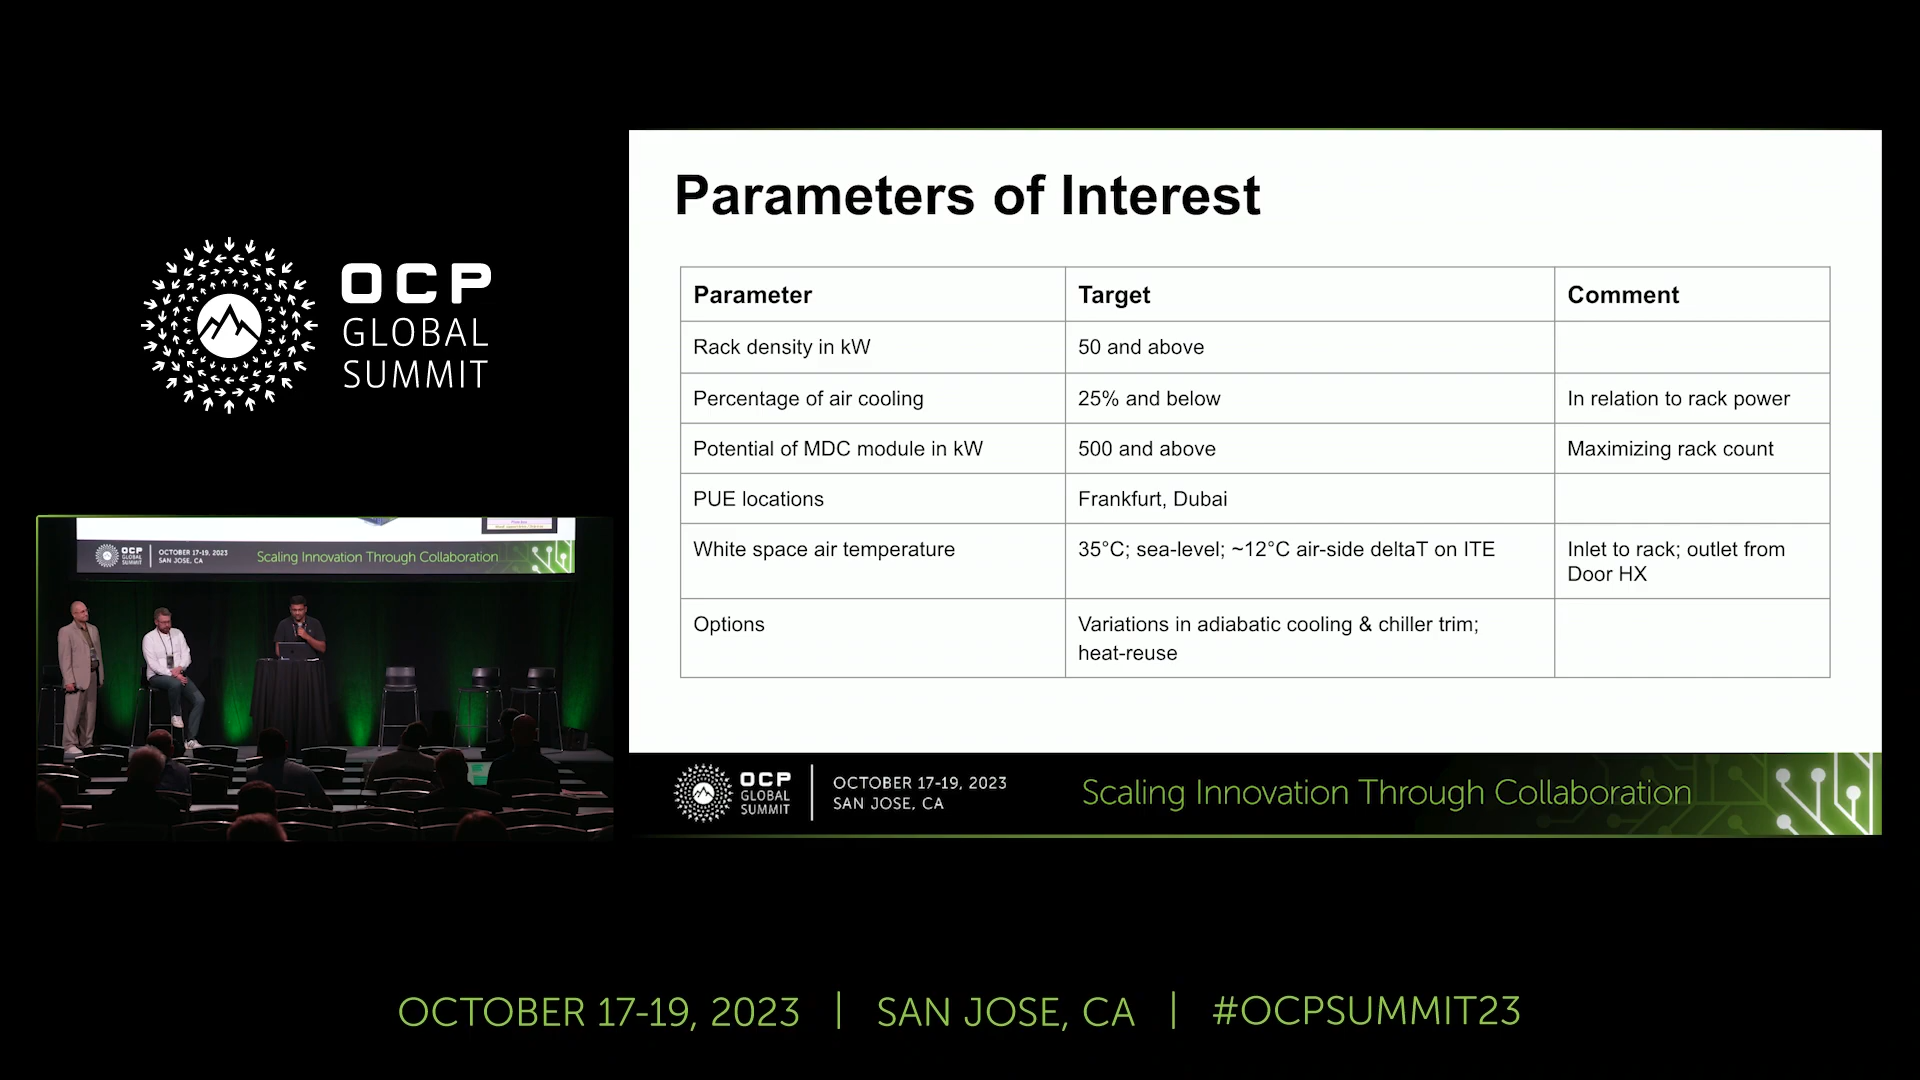 OCP
GLOBAL
SUMMIT
OCP
GLOBAL
SUMMIT
OCTOBER 17-19, 2023
SAN JOSE, CA
Scaling Innovation Through Collaboration
Parameters of Interest
Parameter Target Comment
Rack density in kW 50 and above
Percentage of air cooling 25% and below In relation to rack power
Potential of MDC module in kW 500 and above Maximizing rack count
PUE locations Frankfurt, Dubai
White space air temperature 35°C; sea-level; ~12°C air-side deltaT on ITE Inlet to rack; outlet from
Door HX
Options Variations in adiabatic cooling & chiller trim;
heat-reuse
OCP
GLOBAL
SUMMIT
OCTOBER 17-19, 2023
SAN JOSE, CA
Scaling Innovation Through Collaboration
OCTOBER 17-19, 2023 | SAN JOSE, CA | #OCPSUMMIT23